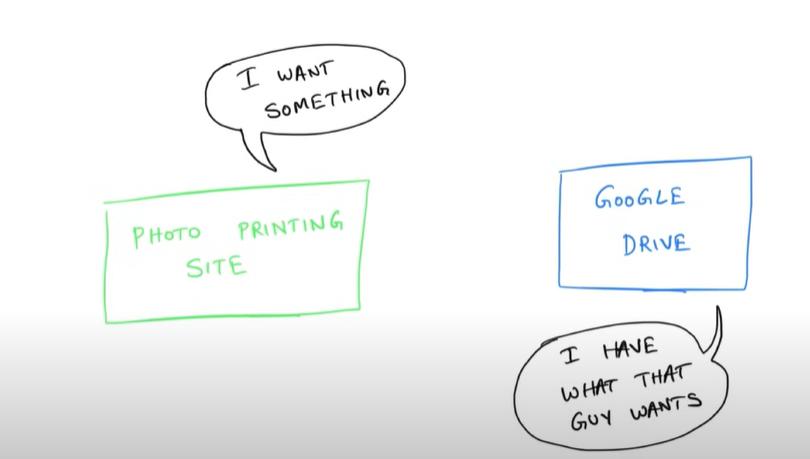 I WANT
SOMETHING
PHOTO PRINTING
SITE
GOOGLE
DRIVE
I HAVE
WHAT THAT
GUY WANTS